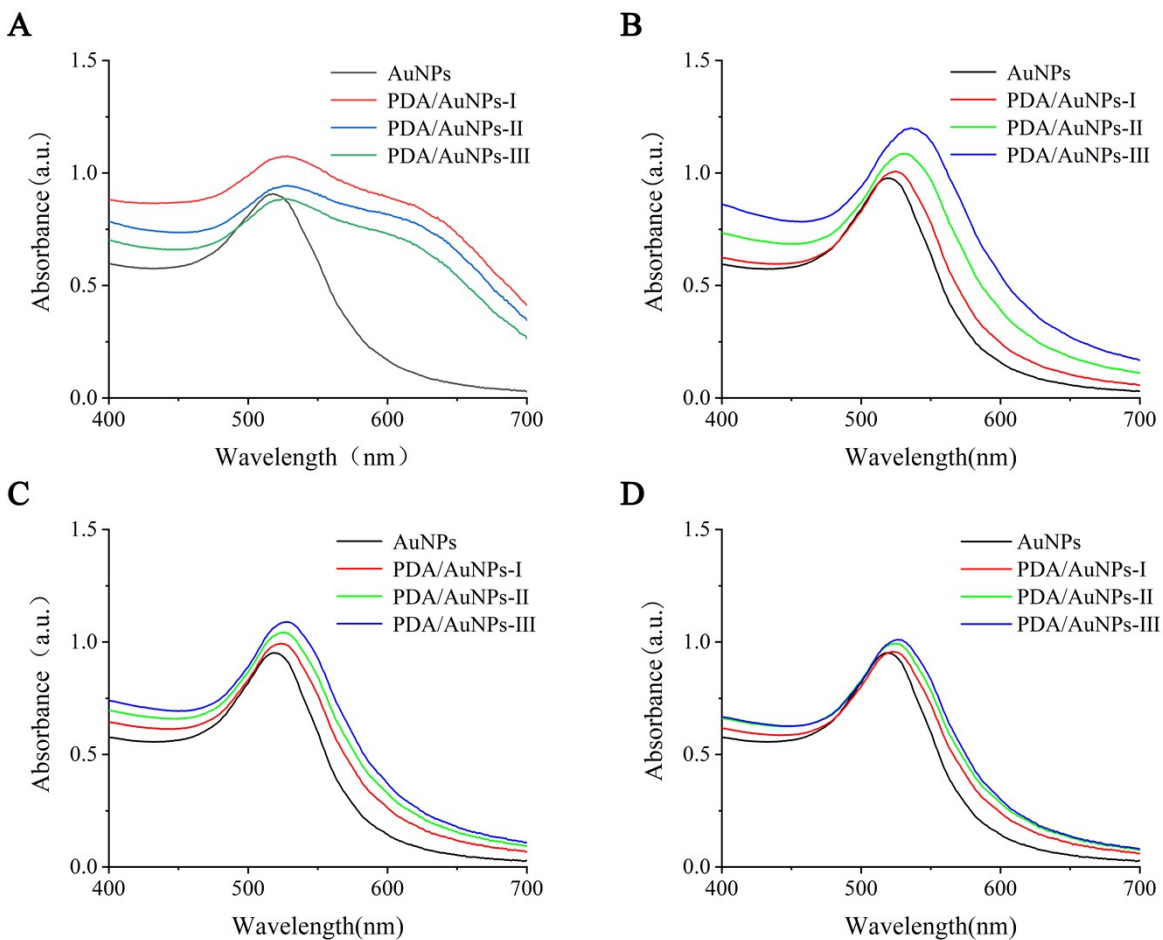 A
1.5
1.0
0.5
0.0
Absorbance（a.u.）
AuNPs
PDA/AuNPs-I
PDA/AuNPs-II
PDA/AuNPs-III
400
500
600
700
Wavelength（nm）
B
1.5
1.0
0.5
0.0
Absorbance(a.u.)
AuNPs
PDA/AuNPs-I
PDA/AuNPs-II
PDA/AuNPs-III
400
500
600
700
Wavelength(nm)
C
1.5
1.0
0.5
0.0
Absorbance（a.u.）
AuNPs
PDA/AuNPs-I
PDA/AuNPs-II
PDA/AuNPs-III
400
500
600
700
Wavelength(nm)
D
1.5
1.0
0.5
0.0
Absorbance(a.u.)
AuNPs
PDA/AuNPs-I
PDA/AuNPs-II
PDA/AuNPs-III
400
500
600
700
Wavelength(nm)